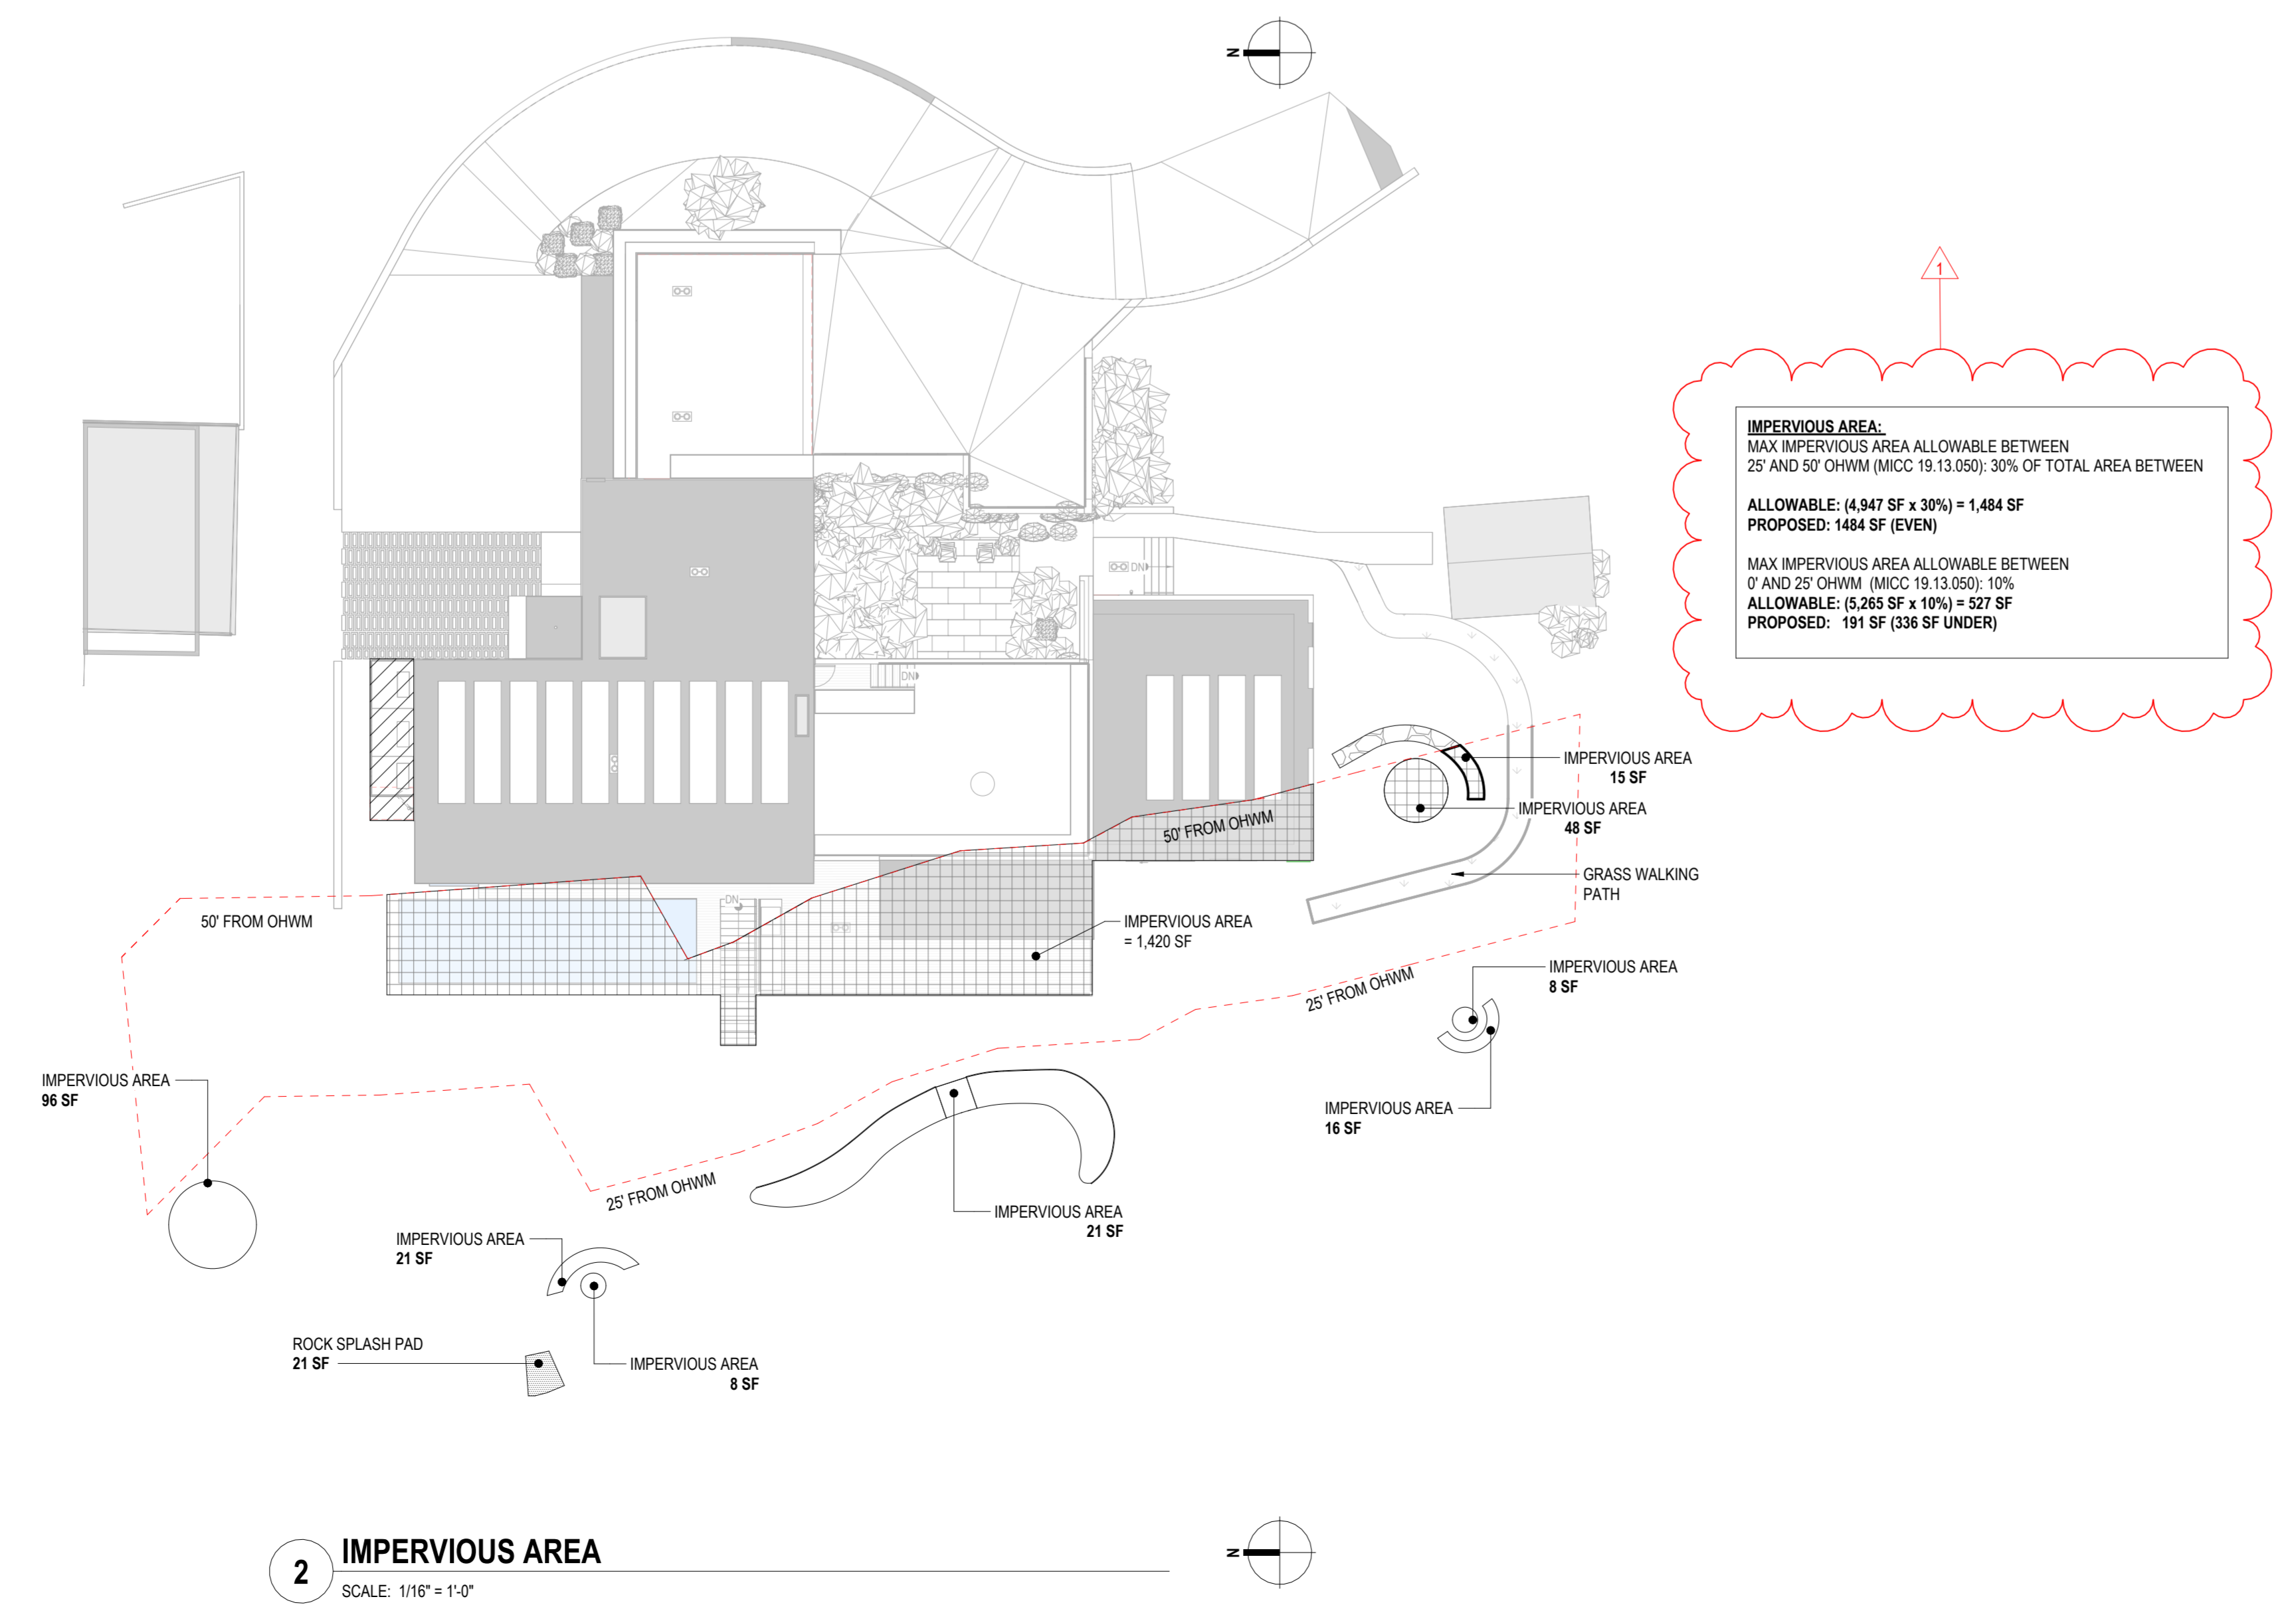 N
1
IMPERVIOUS AREA:
MAX IMPERVIOUS AREA ALLOWABLE BETWEEN
25' AND 50' OHWM (MICC 19.13.050): 30% OF TOTAL AREA BETWEEN
ALLOWABLE: (4,947 SF x 30%) = 1,484 SF
PROPOSED: 1484 SF (EVEN)
MAX IMPERVIOUS AREA ALLOWABLE BETWEEN
0' AND 25' OHWM (MICC 19.13.050): 10%
ALLOWABLE: (5,265 SF x 10%) = 527 SF
PROPOSED: 191 SF (336 SF UNDER)
DN
DN
IMPERVIOUS AREA
15 SF
IMPERVIOUS AREA
48 SF
50' FROM OHWM
GRASS WALKING
PATH
DN
50' FROM OHWM
IMPERVIOUS AREA
= 1,420 SF
IMPERVIOUS AREA
8 SF
25' FROM OHWM
IMPERVIOUS AREA
96 SF
IMPERVIOUS AREA
16 SF
25' FROM OHWM
IMPERVIOUS AREA
21 SF
IMPERVIOUS AREA
21 SF
ROCK SPLASH PAD
21 SF
IMPERVIOUS AREA
8 SF
2
IMPERVIOUS AREA
SCALE: 1/16" = 1'-0"
N